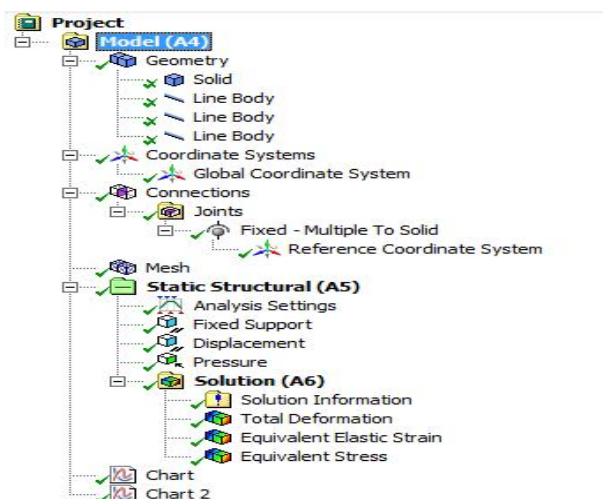 Project
Model (A4)
Geometry
Solid
Line Body
Line Body
Line Body
Coordinate Systems
Global Coordinate System
Connections
Joints
Fixed - Multiple To Solid
Reference Coordinate System
Mesh
Static Structural (A5)
Analysis Settings
Fixed Support
Displacement
Pressure
Solution (A6)
Solution Information
Total Deformation
Equivalent Elastic Strain
Equivalent Stress
Chart
Chart 2